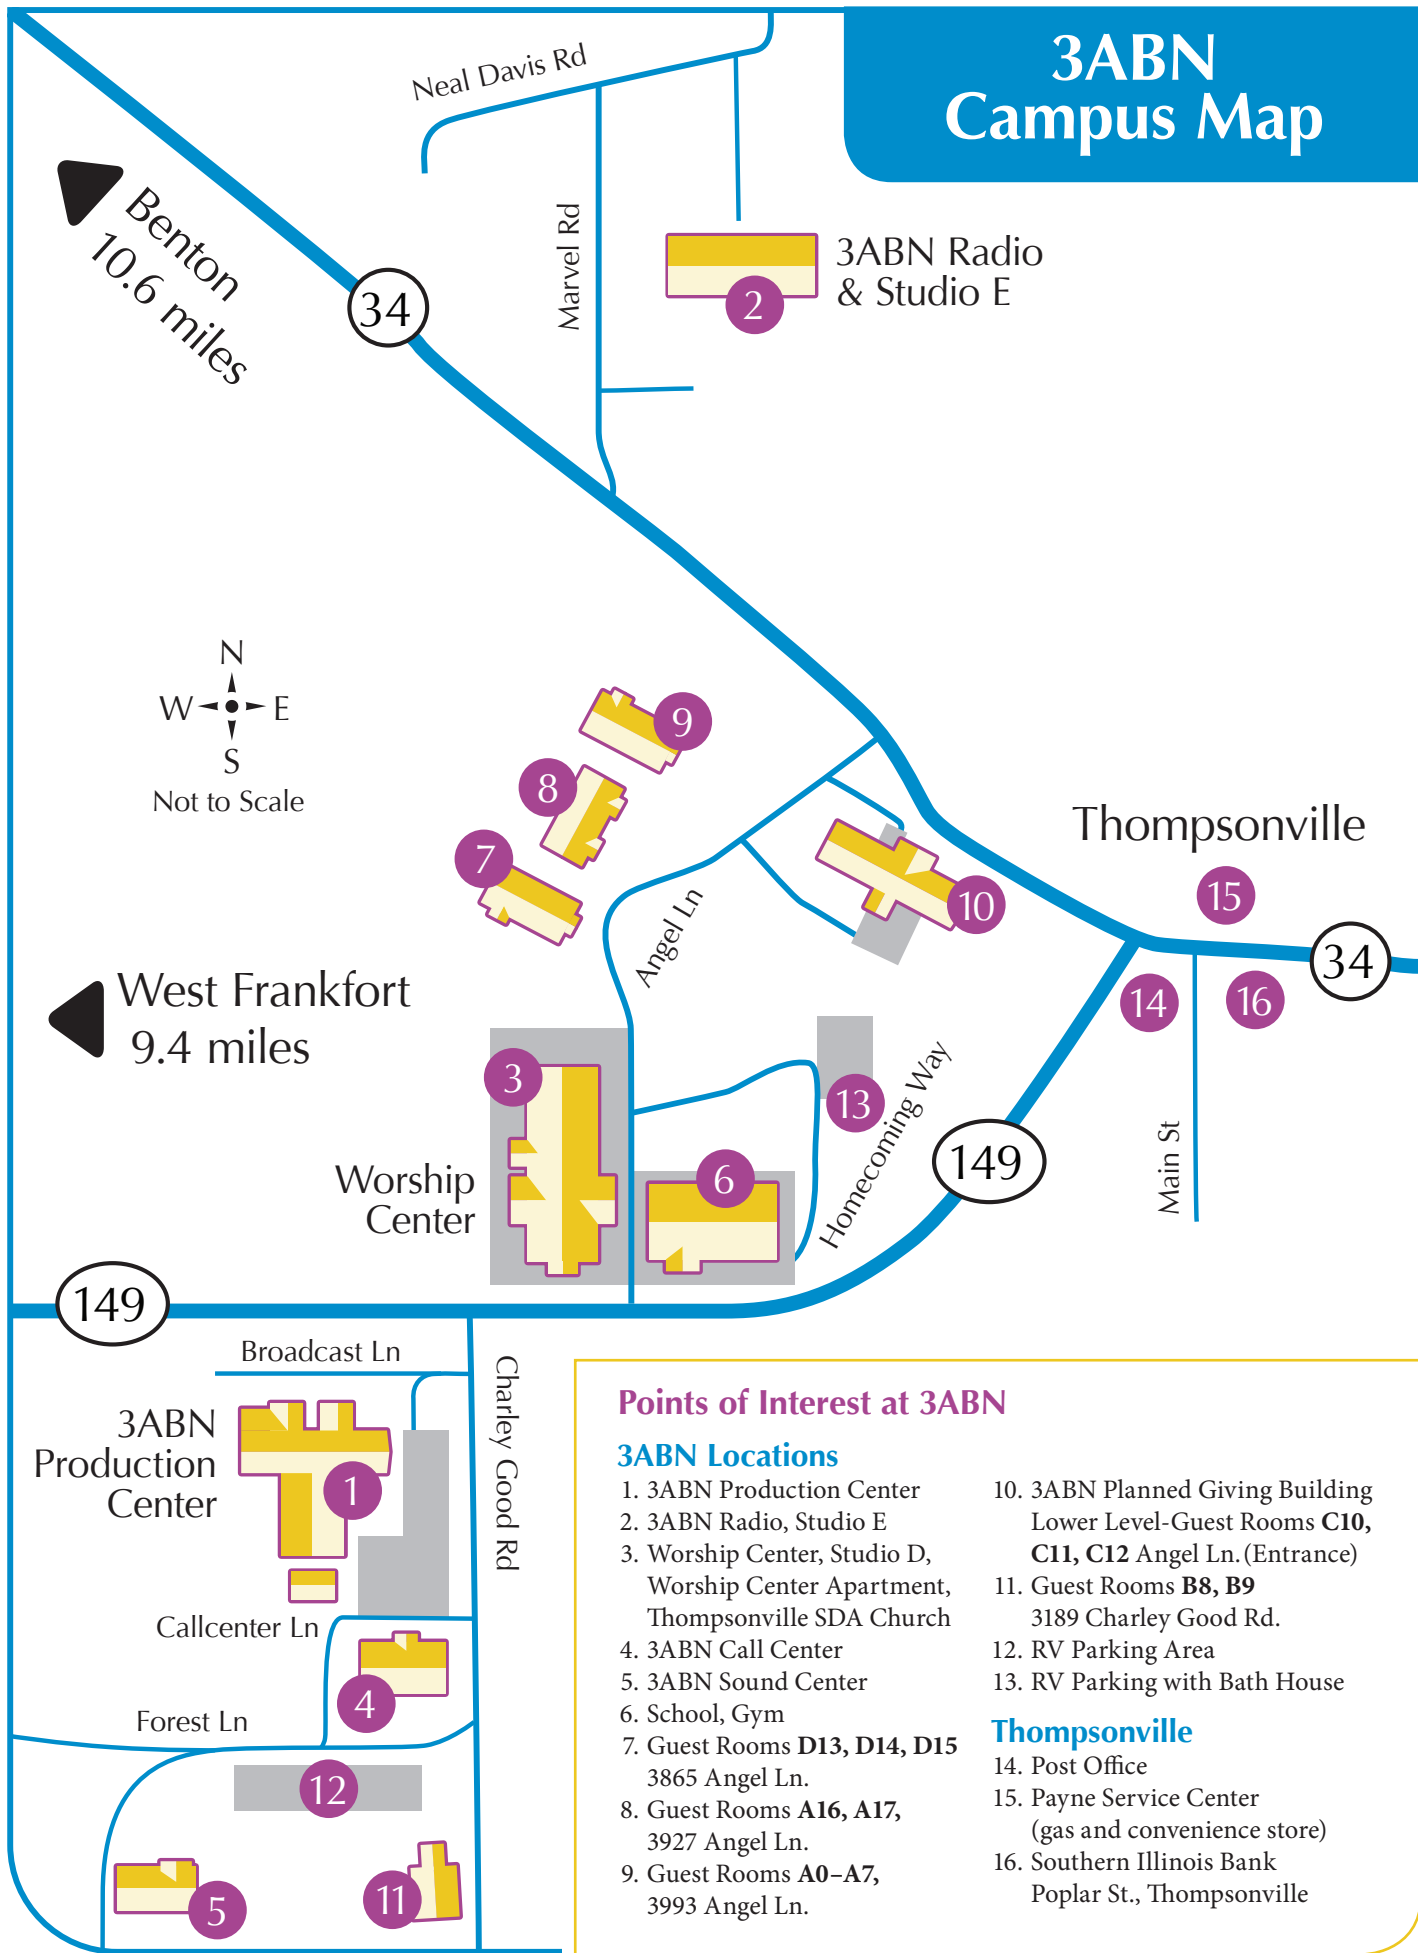 3ABN
Campus Map
Neal Davis Rd
Benton
10.6 miles
34
Marvel Rd
3ABN Radio
& Studio E
2
N
W
E
S
Not to Scale
9
8
7
10
Angel Ln
Thompsonville
15
34
14
16
West Frankfort
9.4 miles
3
13
Homecoming Way
Worship
Center
6
149
Main St
149
Broadcast Ln
3ABN
Production
Center
1
Charley Good Rd
Callcenter Ln
4
Forest Ln
12
5
11
Points of Interest at 3ABN
3ABN Locations
1. 3ABN Production Center
2. 3ABN Radio, Studio E
3. Worship Center, Studio D,
Worship Center Apartment,
Thompsonville SDA Church
4. 3ABN Call Center
5. 3ABN Sound Center
6. School, Gym
7. Guest Rooms D13, D14, D15
3865 Angel Ln.
8. Guest Rooms A16, A17,
3927 Angel Ln.
9. Guest Rooms A0–A7,
3993 Angel Ln.
10. 3ABN Planned Giving Building
Lower Level-Guest Rooms C10,
C11, C12 Angel Ln.(Entrance)
11. Guest Rooms B8, B9
3189 Charley Good Rd.
12. RV Parking Area
13. RV Parking with Bath House
Thompsonville
14. Post Office
15. Payne Service Center
(gas and convenience store)
16. Southern Illinois Bank
Poplar St., Thompsonville